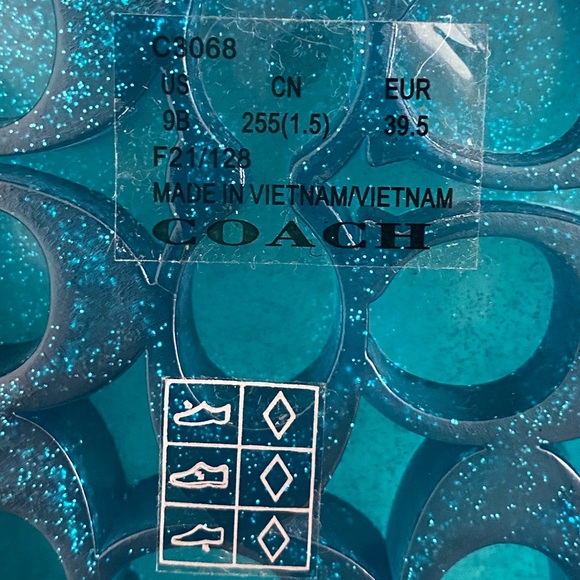 C3068
US CN EUR
9B 255(1.5) 39.5
F21/128
MADE IN VIETNAM/VIETNAM
COACH